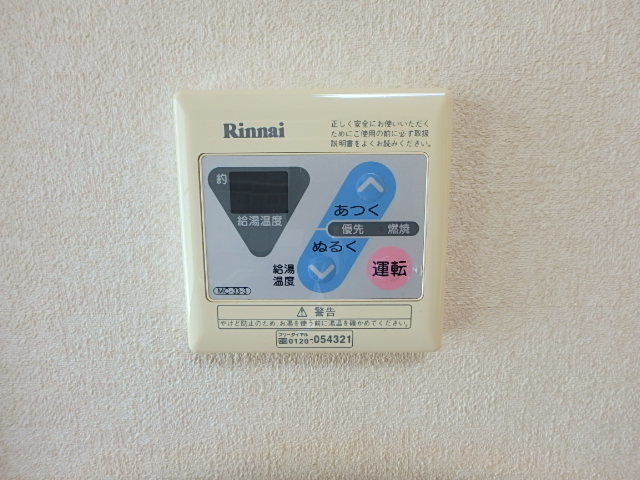 Rinnai
正しく安全にお使いいただく
ためにご使用の前に必ず取扱
説明書をよくお読みください。
約
給湯温度
あつく
優先 燃焼
ぬるく
給湯
温度
運転
MC-33-3
⚠ 警告
やけど防止のため、お湯を使う前に湯温を確かめてください。
フリーダイヤル
0120-054321